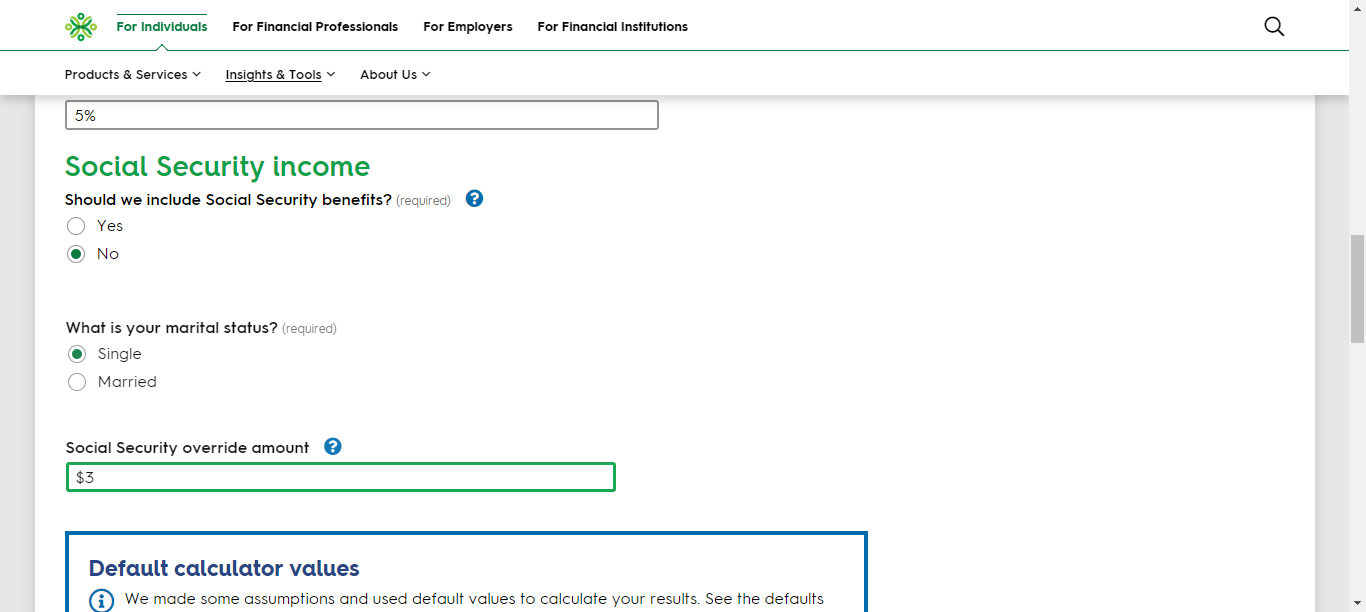 For Individuals For Financial Professionals For Employers For Financial Institutions
Products & Services Insights & Tools About Us
5%
Social Security income
Should we include Social Security benefits? (required) ?
Yes
No
What is your marital status? (required)
Single
Married
Social Security override amount ?
$3
Default calculator values
We made some assumptions and used default values to calculate your results. See the defaults